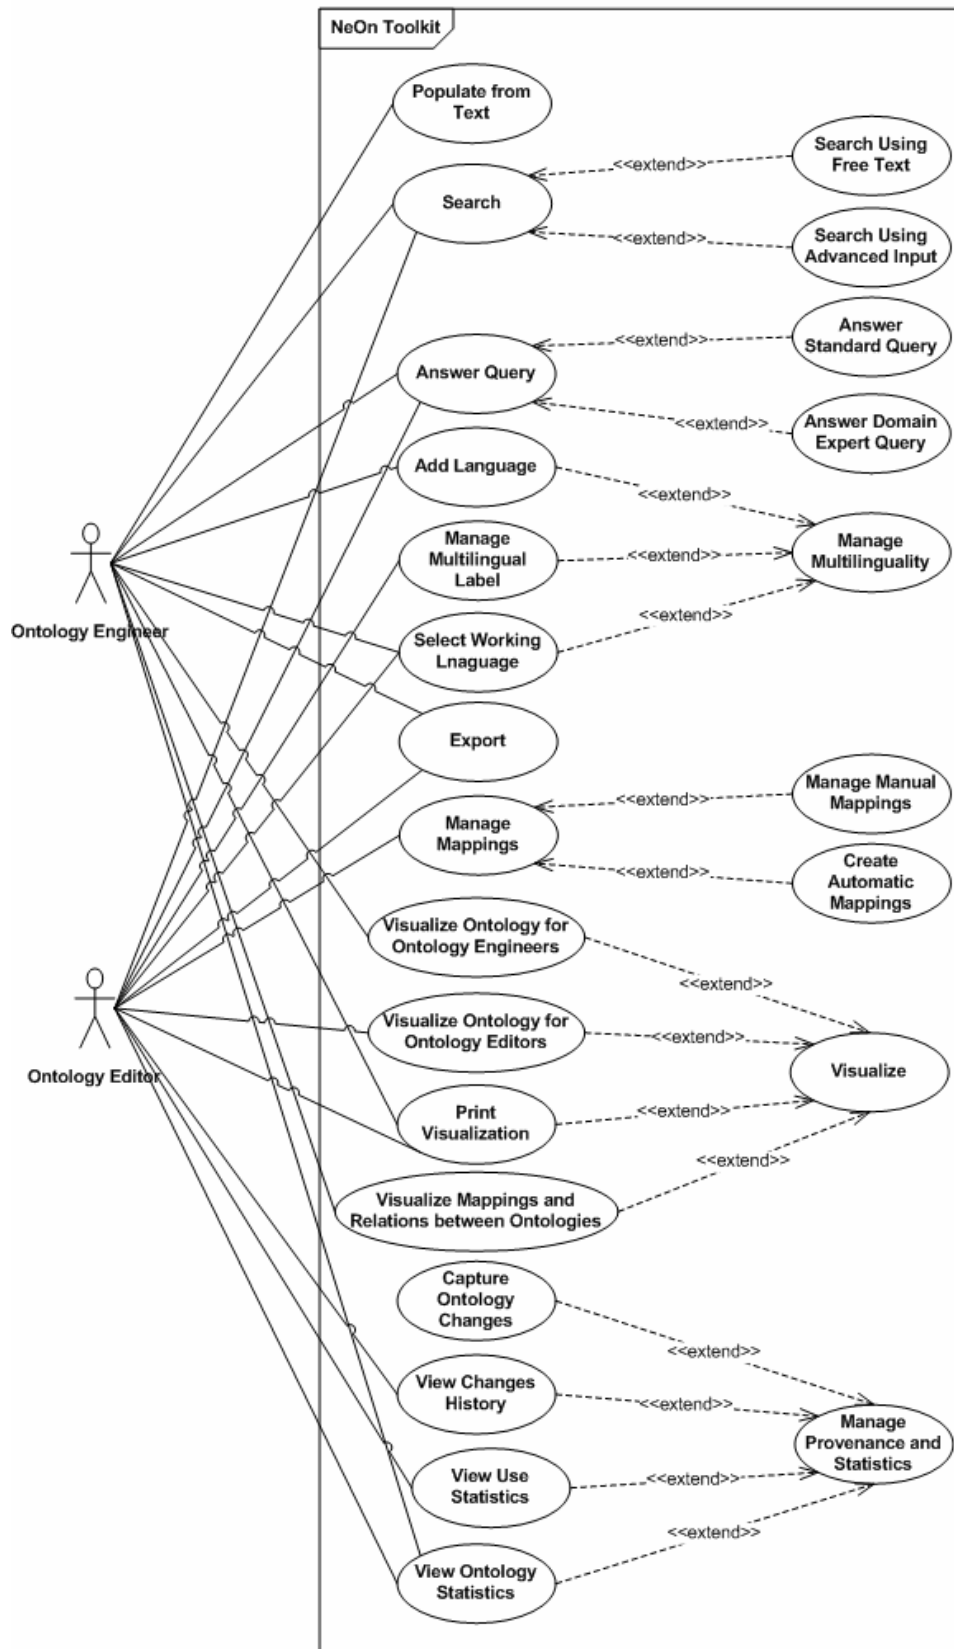 NeOn Toolkit
Populate from
Text
Search Using
Free Text
<<extend>>
Search
<<extend>>
Search Using
Advanced Input
Answer
Standard Query
<<extend>>
Answer Query
<<extend>>
Answer Domain
Expert Query
Add Language
<<extend>>
Manage
Multilingual
Label
<<extend>>
Manage
Multilinguality
<<extend>>
Ontology Engineer
Select Working
Lnaguage
Export
Manage Manual
Mappings
<<extend>>
Manage
Mappings
<<extend>>
Create
Automatic
Mappings
Visualize Ontology for
Ontology Engineers
<<extend>>
Visualize Ontology for
Ontology Editors
<<extend>>
Ontology Editor
Visualize
Print
Visualization
<<extend>>
<<extend>>
Visualize Mappings and
Relations between Ontologies
Capture
Ontology
Changes
<<extend>>
View Changes
History
<<extend>>
Manage
Provenance and
Statistics
View Use
Statistics
<<extend>>
<<extend>>
View Ontology
Statistics